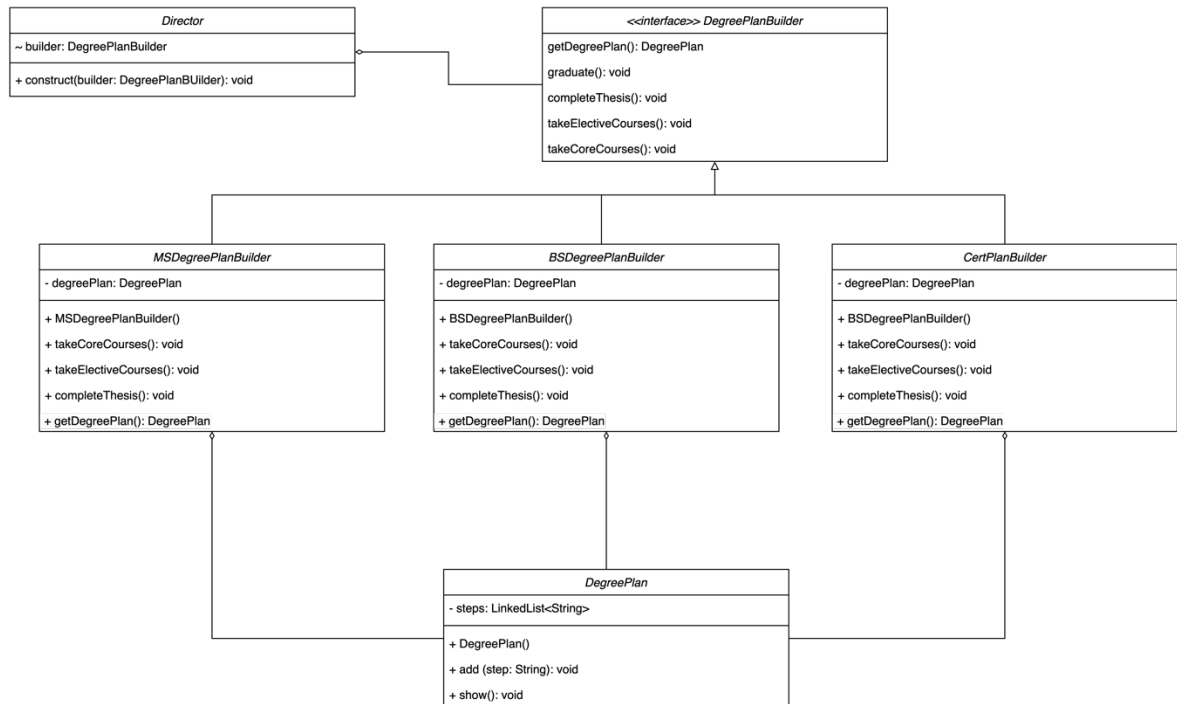 Director
~ builder: DegreePlanBuilder
+ construct(builder: DegreePlanBUilder): void
<<interface>> DegreePlanBuilder
getDegreePlan(): DegreePlan
graduate(): void
completeThesis(): void
takeElectiveCourses(): void
takeCoreCourses(): void
MSDegreePlanBuilder
- degreePlan: DegreePlan
+ MSDegreePlanBuilder()
+ takeCoreCourses(): void
+ takeElectiveCourses(): void
+ completeThesis(): void
+ getDegreePlan(): DegreePlan
BSDegreePlanBuilder
- degreePlan: DegreePlan
+ BSDegreePlanBuilder()
+ takeCoreCourses(): void
+ takeElectiveCourses(): void
+ completeThesis(): void
+ getDegreePlan(): DegreePlan
CertPlanBuilder
- degreePlan: DegreePlan
+ BSDegreePlanBuilder()
+ takeCoreCourses(): void
+ takeElectiveCourses(): void
+ completeThesis(): void
+ getDegreePlan(): DegreePlan
DegreePlan
- steps: LinkedList<String>
+ DegreePlan()
+ add (step: String): void
+ show(): void